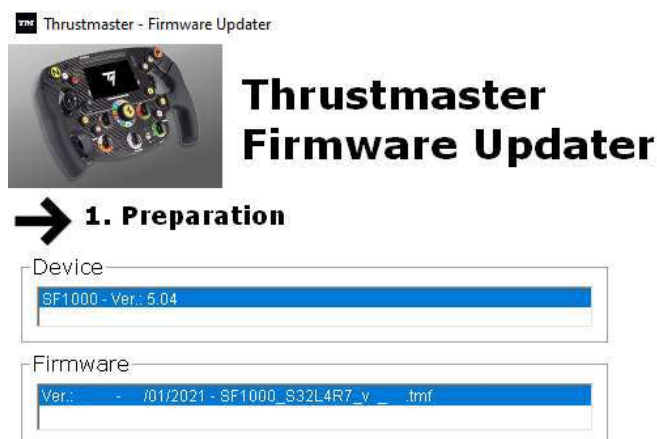 TM Thrustmaster - Firmware Updater
Thrustmaster
Firmware Updater
1. Preparation
Device
SF1000 - Ver.: 5.04
Firmware
Ver.: - /01/2021 - SF1000_S32L4R7_v _ .tmf